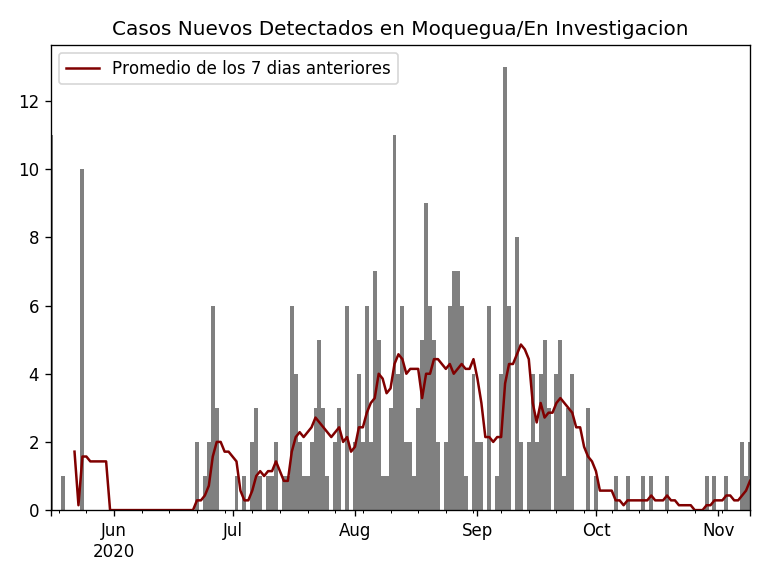 Casos Nuevos Detectados en Moquegua/En Investigacion
Promedio de los 7 dias anteriores
12
10
8
6
4
2
0
Jun Jul Aug Sep Oct Nov
2020